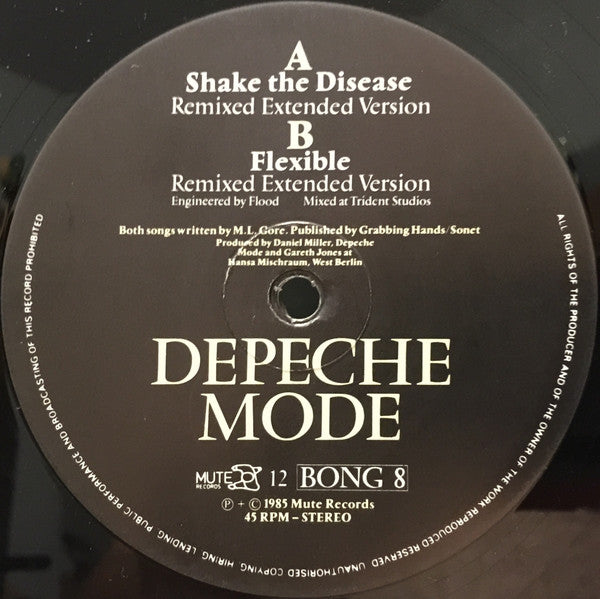 A
Shake the Disease
Remixed Extended Version
B
Flexible
Remixed Extended Version
Engineered by Flood Mixed at Trident Studios
Both songs written by M.L. Gore. Published by Grabbing Hands/Sonet
Produced by Daniel Miller, Depeche
Mode and Gareth Jones at
Hansa Mischraum, West Berlin
DEPECHE
MODE
MUTE
RECORDS
12 BONG 8
Ⓟ + © 1985 Mute Records
45 RPM – STEREO
ALL RIGHTS OF THE PRODUCER AND OF THE OWNER OF THE WORK REPRODUCED RESERVED UNAUTHORISED COPYING HIRING LENDING PUBLIC PERFORMANCE AND BROADCASTING OF THIS RECORD PROHIBITED